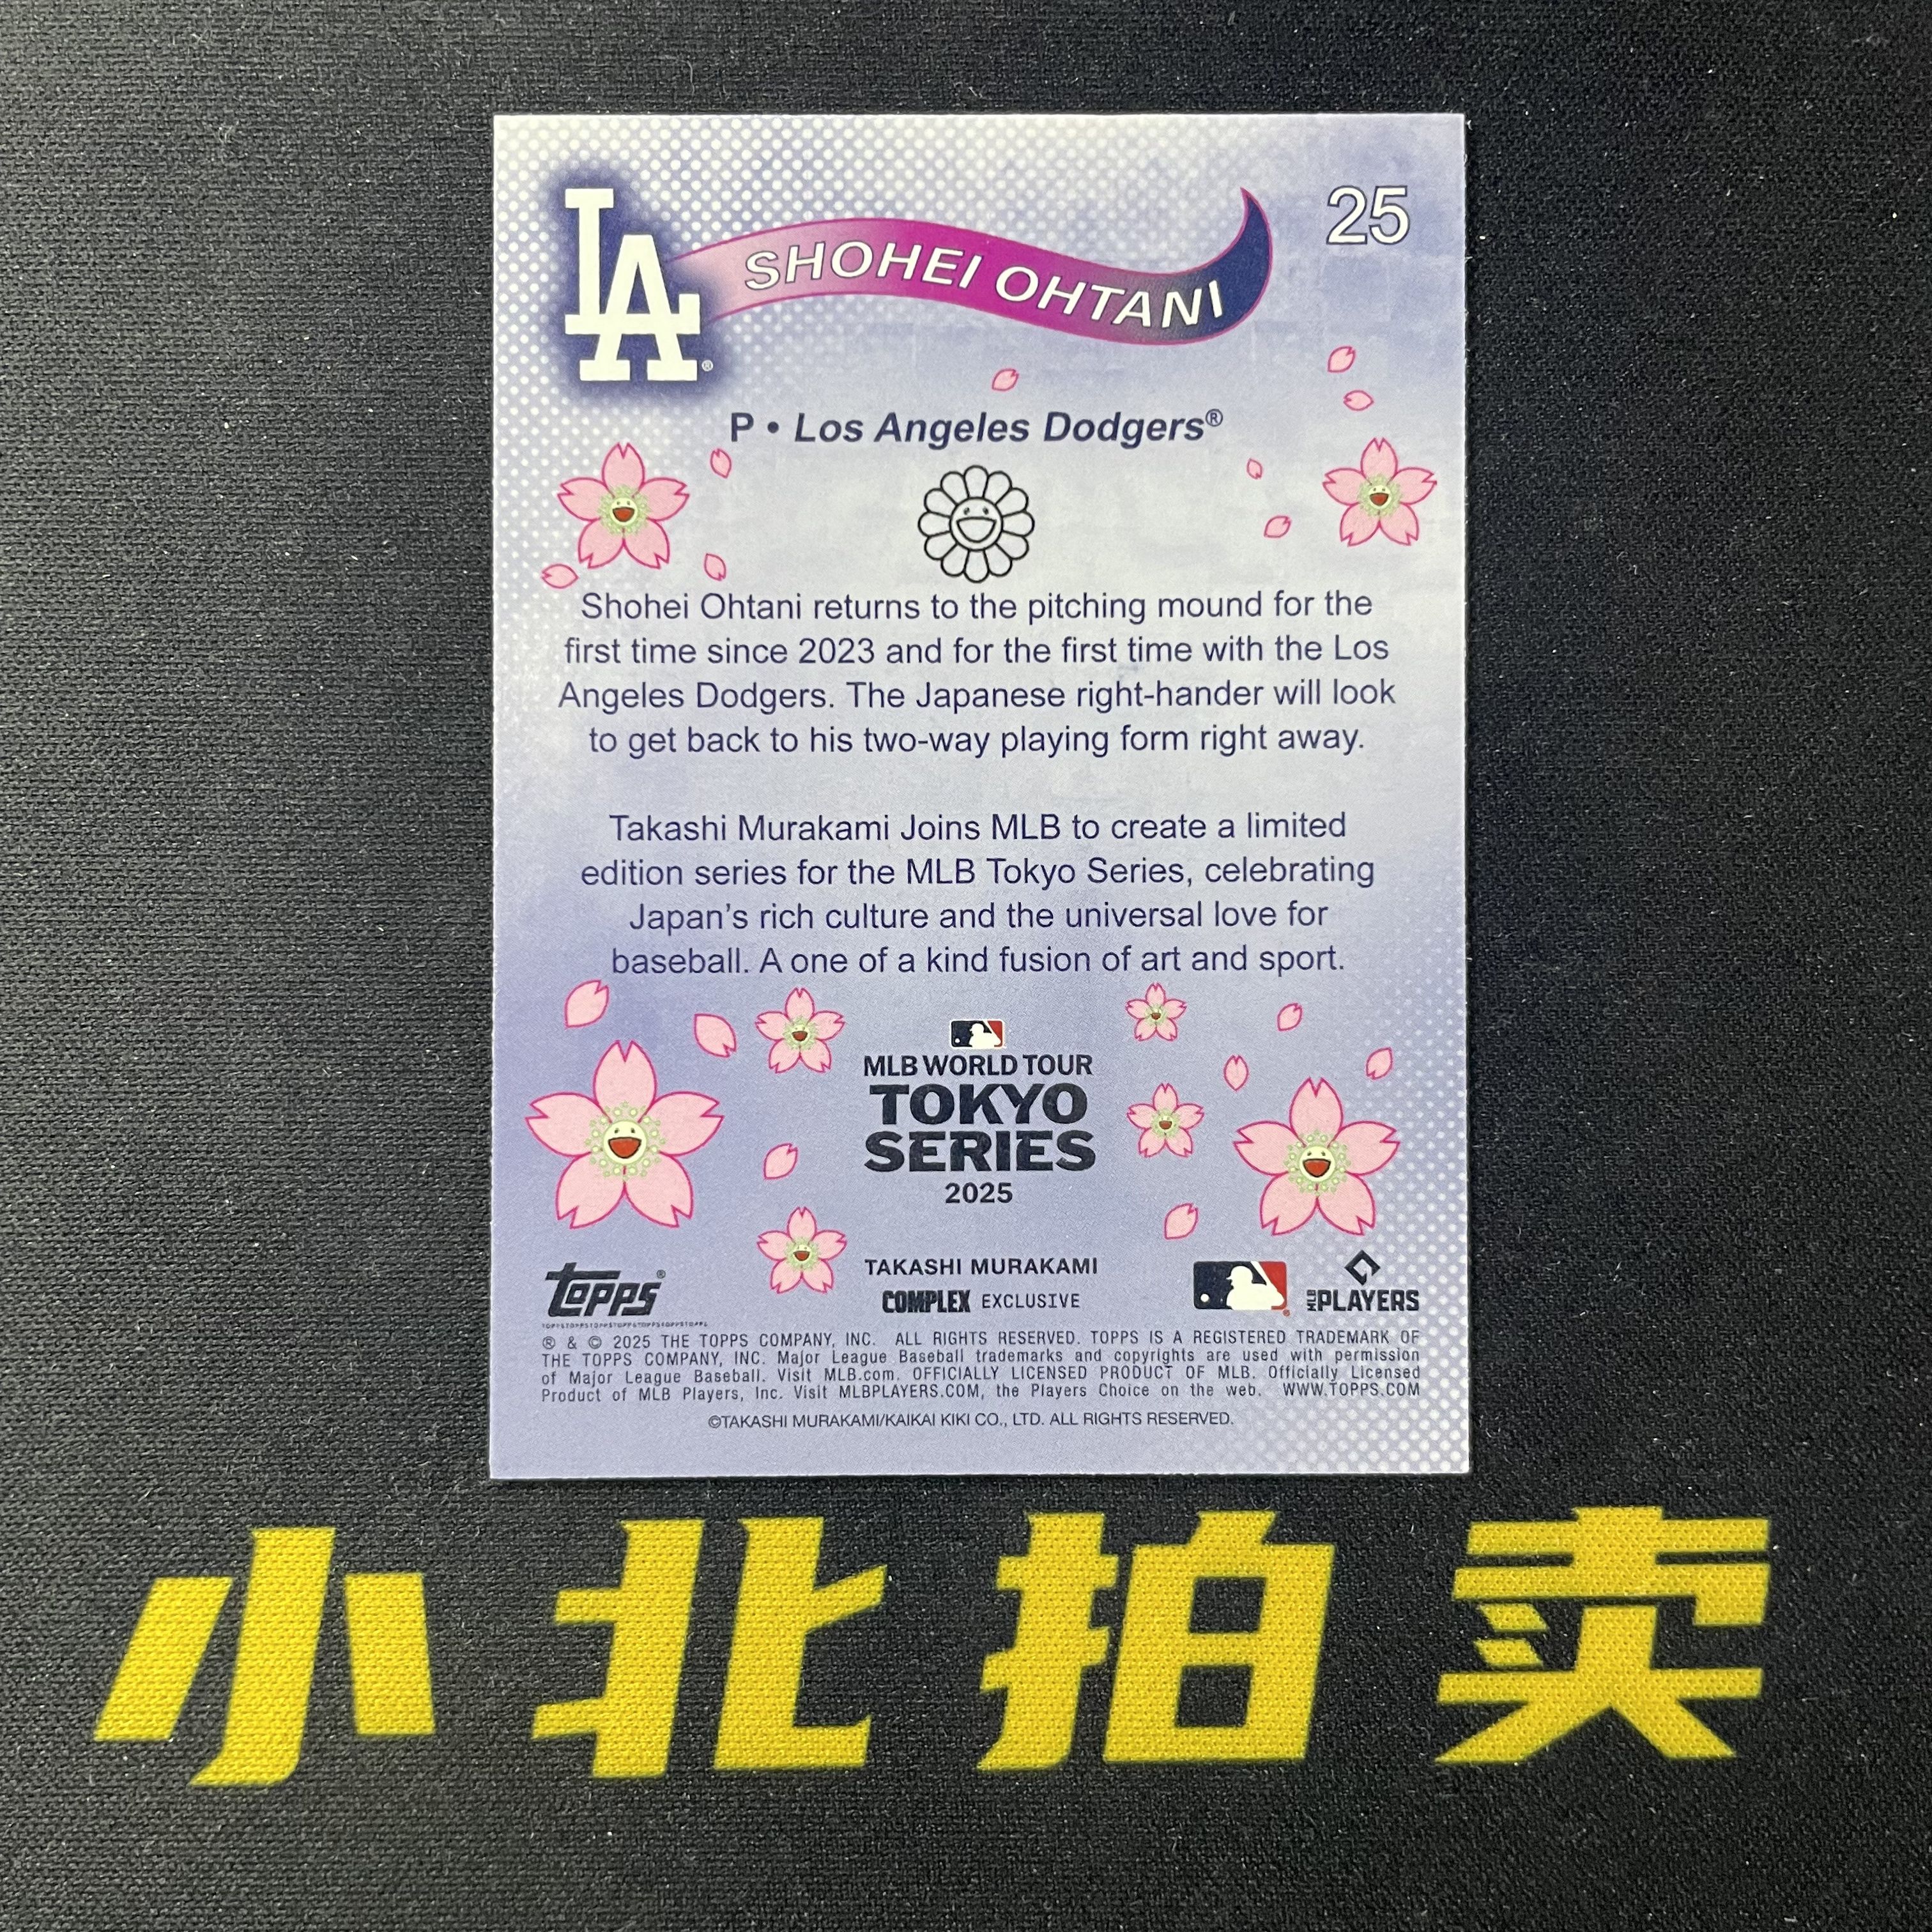 LA
SHOHEI OHTANI
25
P • Los Angeles Dodgers®
Shohei Ohtani returns to the pitching mound for the
first time since 2023 and for the first time with the Los
Angeles Dodgers. The Japanese right-hander will look
to get back to his two-way playing form right away.
Takashi Murakami Joins MLB to create a limited
edition series for the MLB Tokyo Series, celebrating
Japan's rich culture and the universal love for
baseball. A one of a kind fusion of art and sport.
MLB WORLD TOUR
TOKYO
SERIES
2025
TAKASHI MURAKAMI
COMPLEX EXCLUSIVE
Topps®
MLB PLAYERS
® & © 2025 THE TOPPS COMPANY, INC. ALL RIGHTS RESERVED. TOPPS IS A REGISTERED TRADEMARK OF
THE TOPPS COMPANY, INC. Major League Baseball trademarks and copyrights are used with permission
of Major League Baseball. Visit MLB.com. OFFICIALLY LICENSED PRODUCT OF MLB. Officially Licensed
Product of MLB Players, Inc. Visit MLBPLAYERS.COM, the Players Choice on the web. WWW.TOPPS.COM
©TAKASHI MURAKAMI/KAIKAI KIKI CO., LTD. ALL RIGHTS RESERVED.
小北拍卖